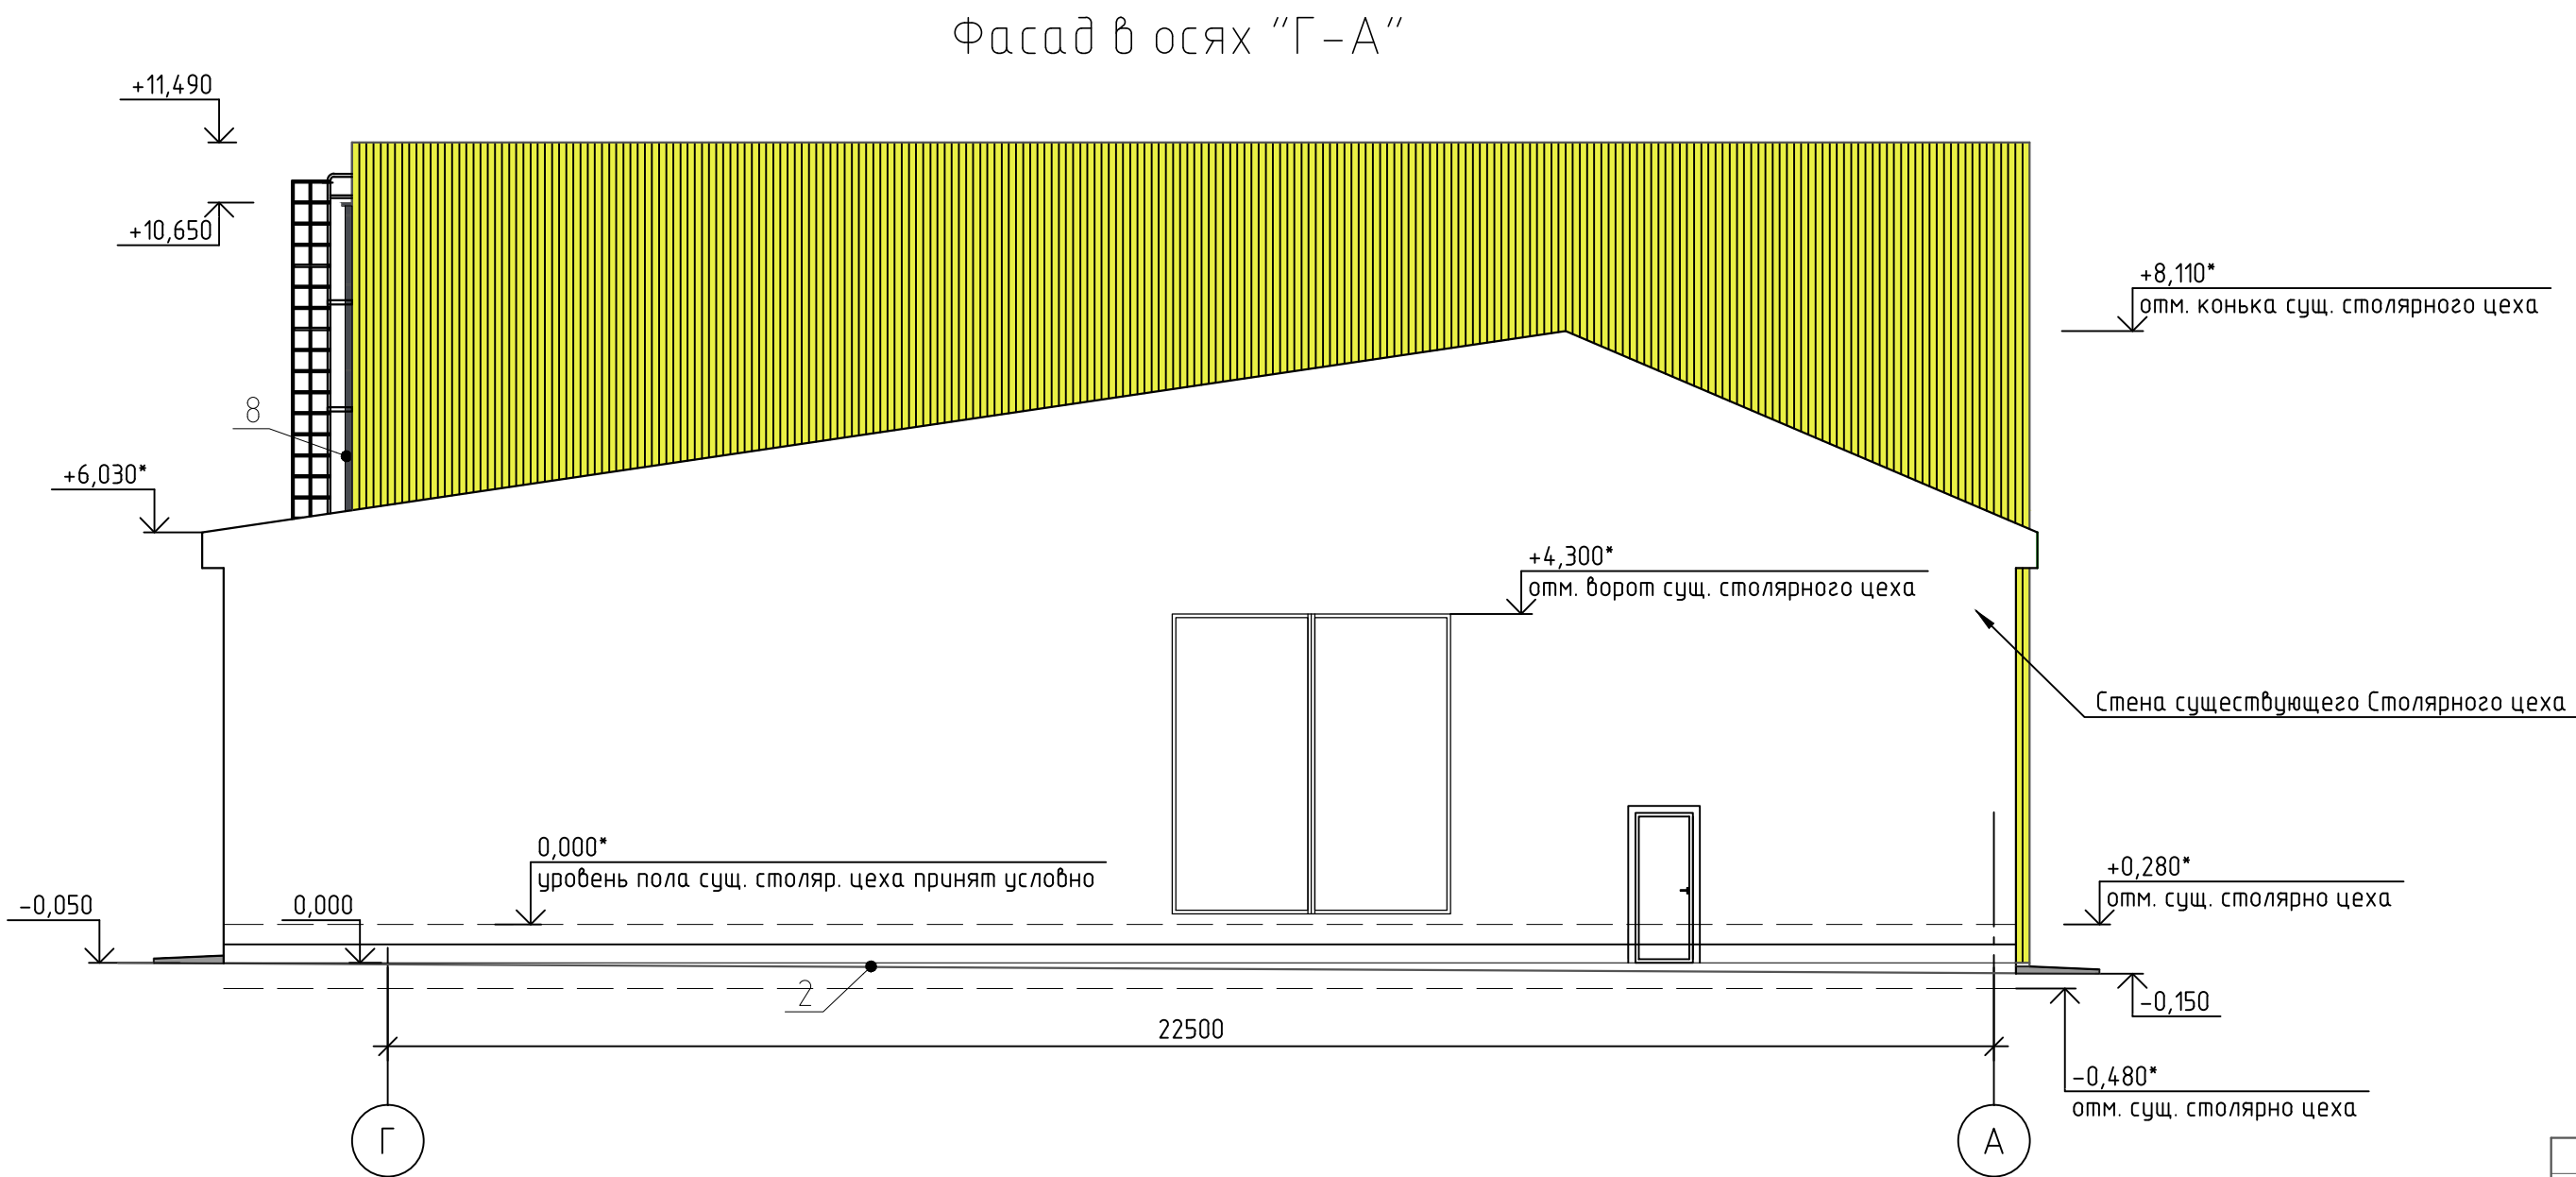 Фасад в осях "Г-А"
+11,490
+10,650
+8,110*
отм. конька сущ. столярного цеха
8
+6,030*
+4,300*
отм. ворот сущ. столярного цеха
Стена существующего Столярного цеха
0,000*
уровень пола сущ. столяр. цеха принят условно
+0,280*
отм. сущ. столярно цеха
-0,050
0,000
2
-0,150
22500
-0,480*
отм. сущ. столярно цеха
Г
А